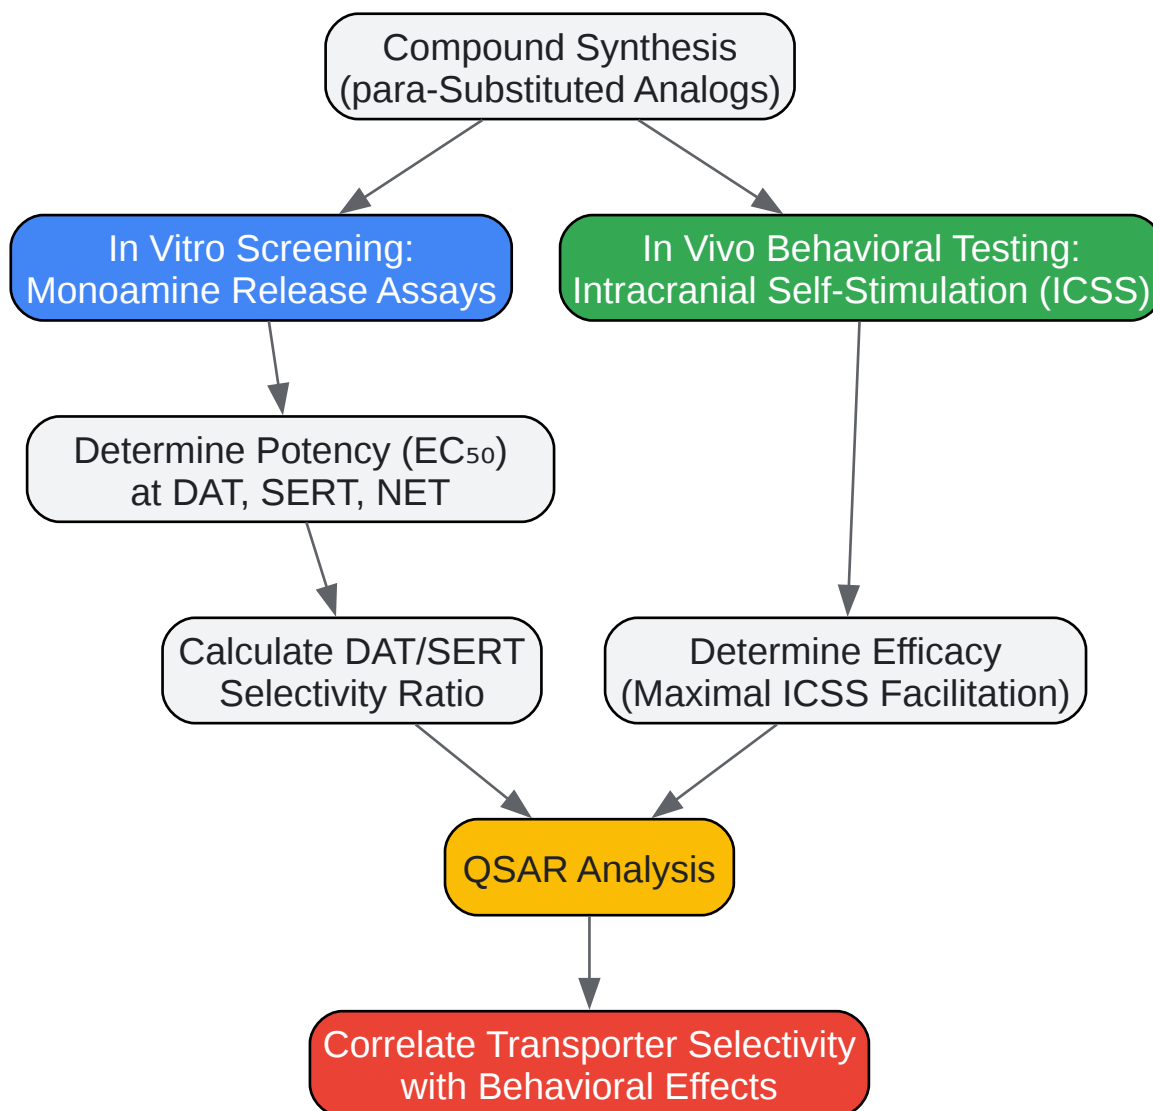 Compound Synthesis
(para-Substituted Analogs)
In Vitro Screening:
Monoamine Release Assays
In Vivo Behavioral Testing:
Intracranial Self-Stimulation (ICSS)
Determine Potency (EC₅₀)
at DAT, SERT, NET
Calculate DAT/SERT
Selectivity Ratio
Determine Efficacy
(Maximal ICSS Facilitation)
QSAR Analysis
Correlate Transporter Selectivity
with Behavioral Effects